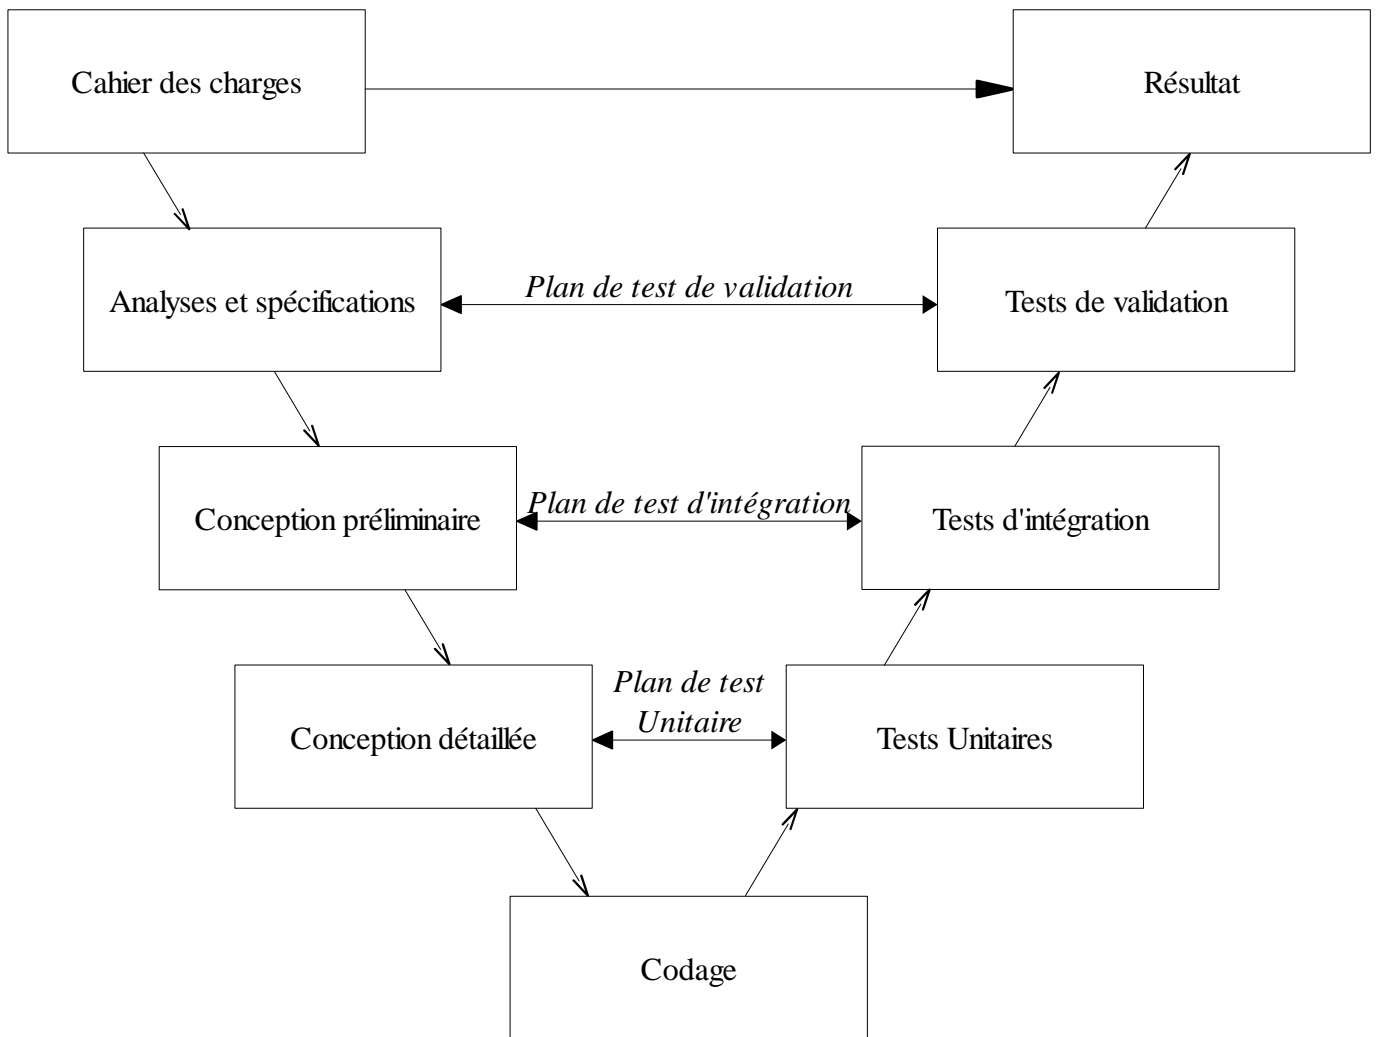 Cahier des charges
Résultat
Analyses et spécifications
Plan de test de validation
Tests de validation
Conception préliminaire
Plan de test d'intégration
Tests d'intégration
Conception détaillée
Plan de test
Unitaire
Tests Unitaires
Codage